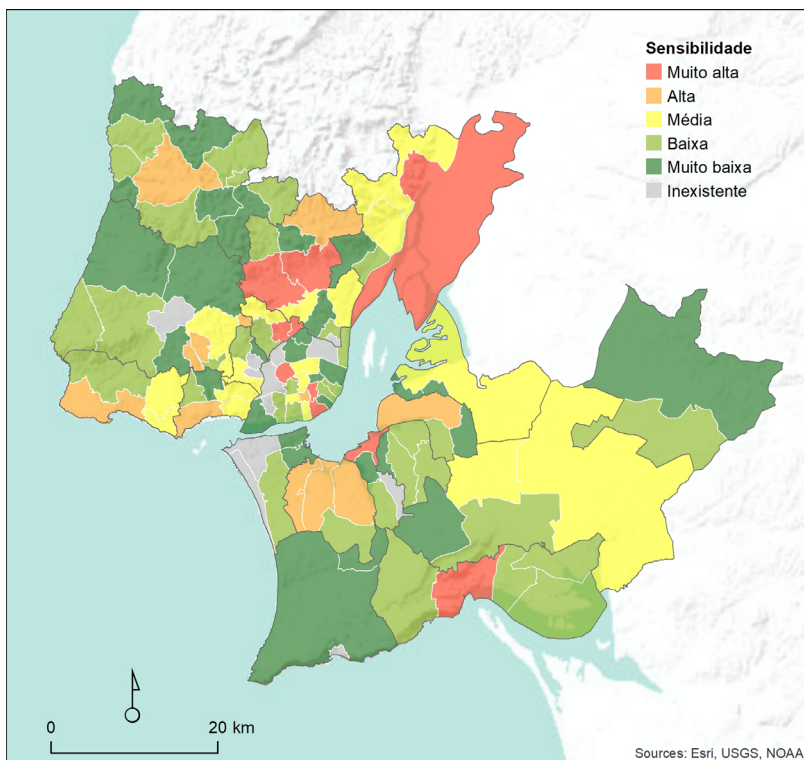 Sensibilidade
Muito alta
Alta
Média
Baixa
Muito baixa
Inexistente
0 20 km
Sources: Esri, USGS, NOAA